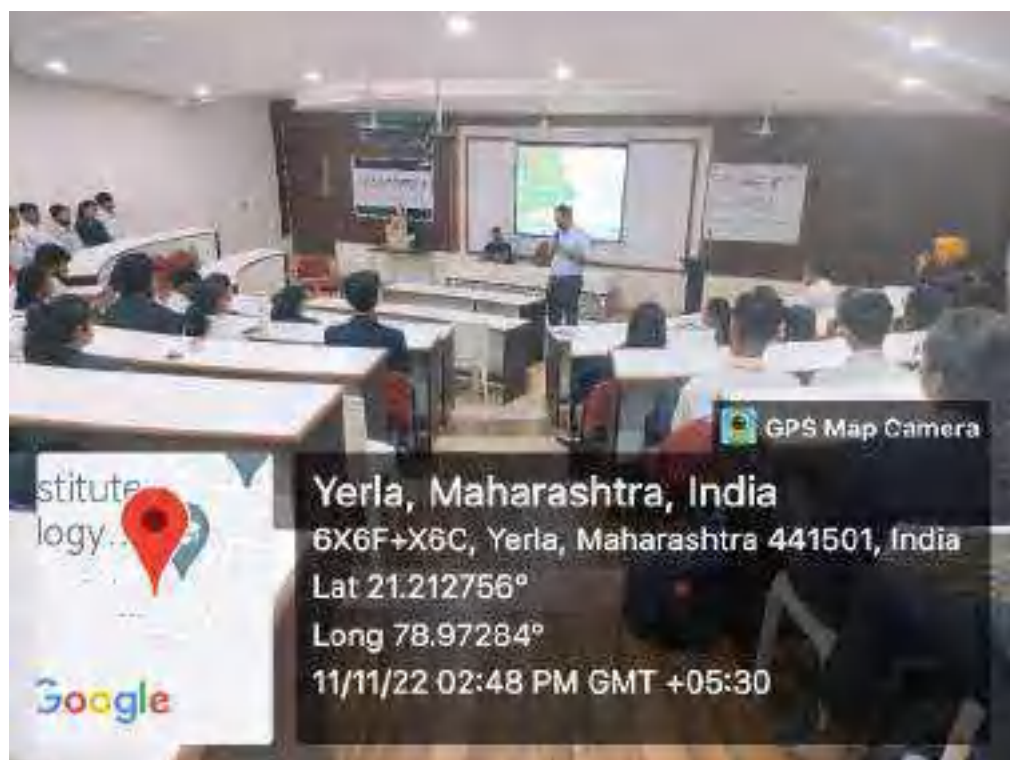 GPS Map Camera
stitute
logy...
Google
Yerla, Maharashtra, India
6X6F+X6C, Yerla, Maharashtra 441501, India
Lat 21.212756°
Long 78.97284°
11/11/22 02:48 PM GMT +05:30